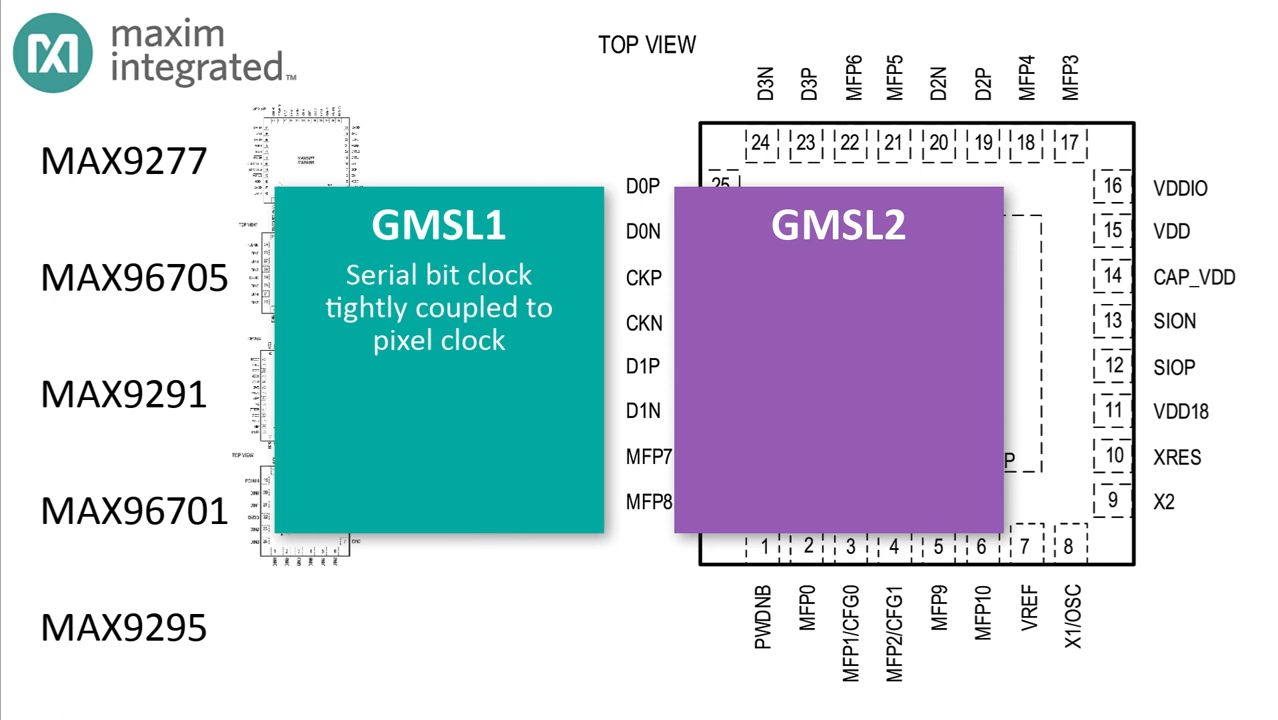 maxim
integrated™
TOP VIEW
D3N D3P MFP6 MFP5 D2N D2P MFP4 MFP3
24 23 22 21 20 19 18 17
MAX9277
MAX96705
MAX9291
MAX96701
MAX9295
GMSL1
Serial bit clock
tightly coupled to
pixel clock
D0P
D0N
CKP
CKN
D1P
D1N
MFP7
MFP8
25
GMSL2
P
16 VDDIO
15 VDD
14 CAP_VDD
13 SION
12 SIOP
11 VDD18
10 XRES
9 X2
1 2 3 4 5 6 7 8
PWDNB MFP0 MFP1/CFG0 MFP2/CFG1 MFP9 MFP10 VREF X1/OSC